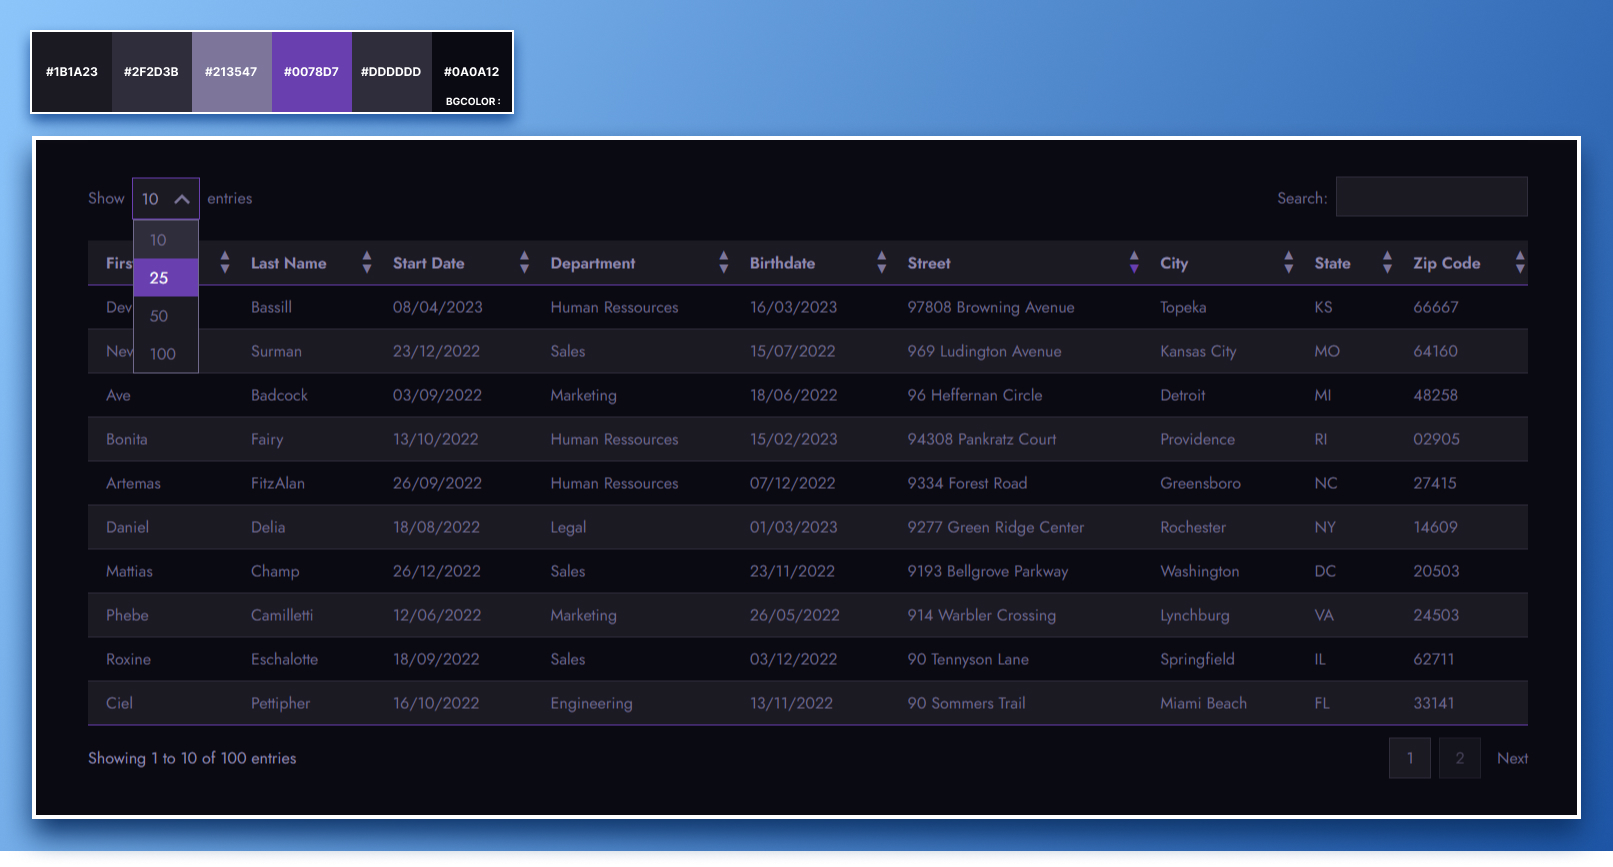 #1B1A23 #2F2D3B #213547 #0078D7 #DDDDDD #0A0A12
BGCOLOR :
Show 10 entries Search:
10
25
50
100
Firs Last Name Start Date Department Birthdate Street City State Zip Code
Dev Bassill 08/04/2023 Human Ressources 16/03/2023 97808 Browning Avenue Topeka KS 66667
Nev Surman 23/12/2022 Sales 15/07/2022 969 Ludington Avenue Kansas City MO 64160
Ave Badcock 03/09/2022 Marketing 18/06/2022 96 Heffernan Circle Detroit MI 48258
Bonita Fairy 13/10/2022 Human Ressources 15/02/2023 94308 Pankratz Court Providence RI 02905
Artemas FitzAlan 26/09/2022 Human Ressources 07/12/2022 9334 Forest Road Greensboro NC 27415
Daniel Delia 18/08/2022 Legal 01/03/2023 9277 Green Ridge Center Rochester NY 14609
Mattias Champ 26/12/2022 Sales 23/11/2022 9193 Bellgrove Parkway Washington DC 20503
Phebe Camilletti 12/06/2022 Marketing 26/05/2022 914 Warbler Crossing Lynchburg VA 24503
Roxine Eschalotte 18/09/2022 Sales 03/12/2022 90 Tennyson Lane Springfield IL 62711
Ciel Pettipher 16/10/2022 Engineering 13/11/2022 90 Sommers Trail Miami Beach FL 33141
Showing 1 to 10 of 100 entries 1 2 Next